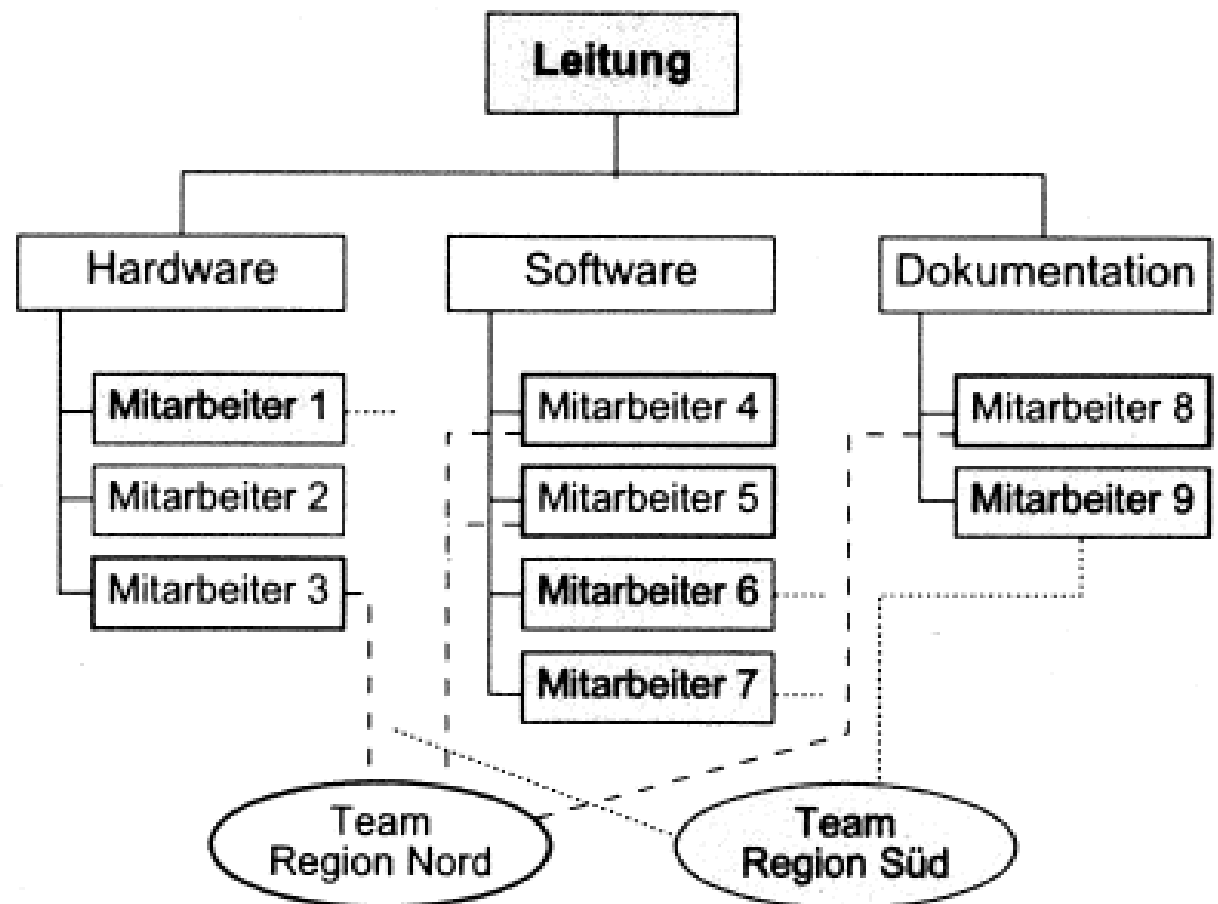 Leitung
Hardware
Software
Dokumentation
Mitarbeiter 1
Mitarbeiter 2
Mitarbeiter 3
Mitarbeiter 4
Mitarbeiter 5
Mitarbeiter 6
Mitarbeiter 7
Mitarbeiter 8
Mitarbeiter 9
Team
Region Nord
Team
Region Süd